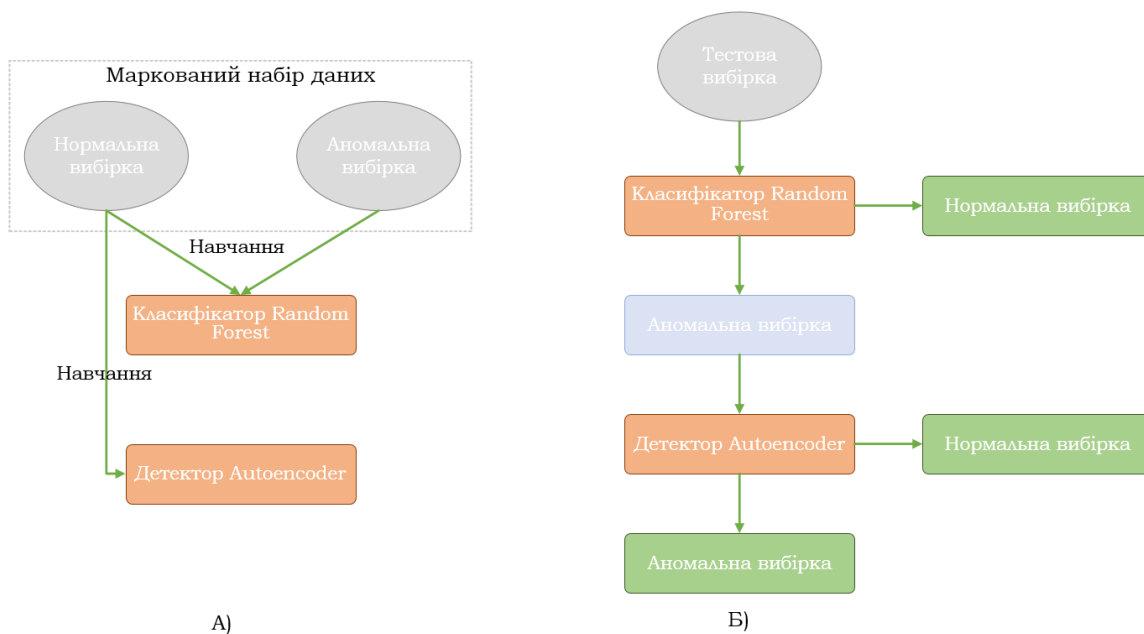 Маркований набір даних
Нормальна
вибірка
Аномальна
вибірка
Навчання
Класифікатор Random
Forest
Навчання
Детектор Autoencoder
А)
Тестова
вибірка
Класифікатор Random
Forest
Нормальна вибірка
Аномальна вибірка
Детектор Autoencoder
Нормальна вибірка
Аномальна вибірка
Б)